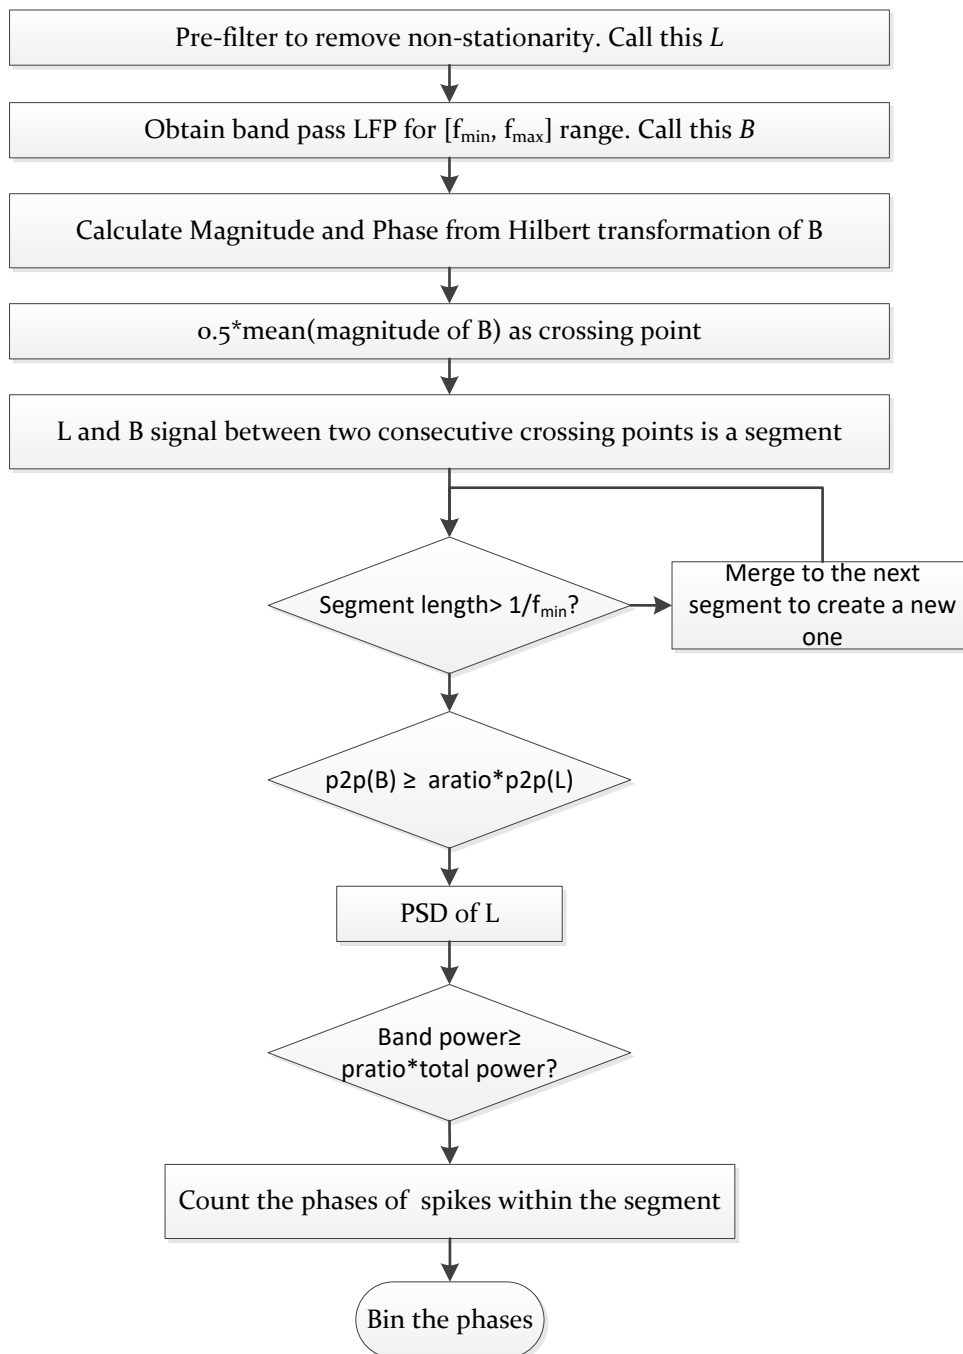 Pre-filter to remove non-stationarity. Call this L
Obtain band pass LFP for [fmin, fmax] range. Call this B
Calculate Magnitude and Phase from Hilbert transformation of B
0.5*mean(magnitude of B) as crossing point
L and B signal between two consecutive crossing points is a segment
Segment length> 1/fmin?
Merge to the next
segment to create a new
one
p2p(B) ≥ aratio*p2p(L)
PSD of L
Band power≥
pratio*total power?
Count the phases of spikes within the segment
Bin the phases